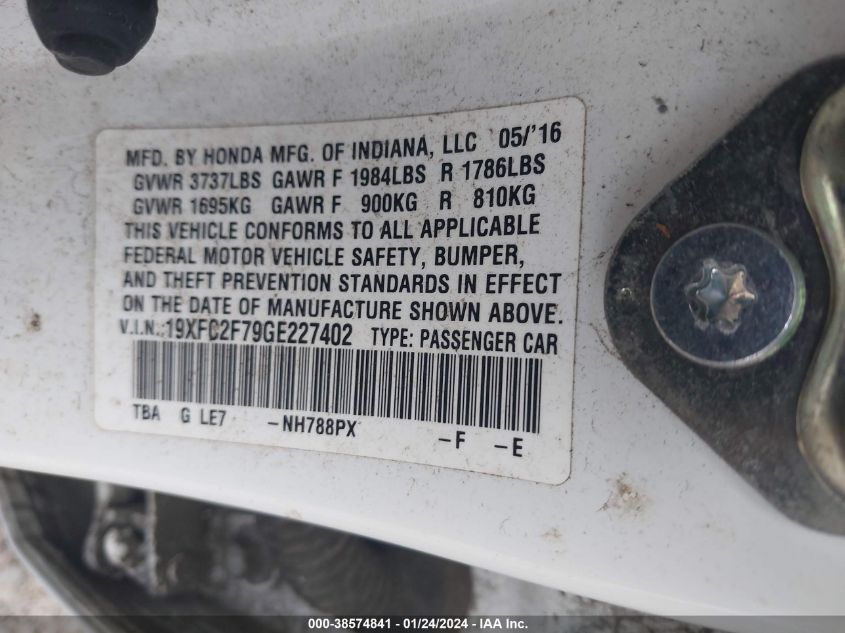 MFD. BY HONDA MFG. OF INDIANA, LLC 05/'16
GVWR 3737LBS GAWR F 1984LBS R 1786LBS
GVWR 1695KG GAWR F 900KG R 810KG
THIS VEHICLE CONFORMS TO ALL APPLICABLE
FEDERAL MOTOR VEHICLE SAFETY, BUMPER,
AND THEFT PREVENTION STANDARDS IN EFFECT
ON THE DATE OF MANUFACTURE SHOWN ABOVE.
V.I.N.:19XFC2F79GE227402 TYPE: PASSENGER CAR
TBA G LE7 -NH788PX -F -E
000-38574841 / 01/24/2024 / IAA Inc.